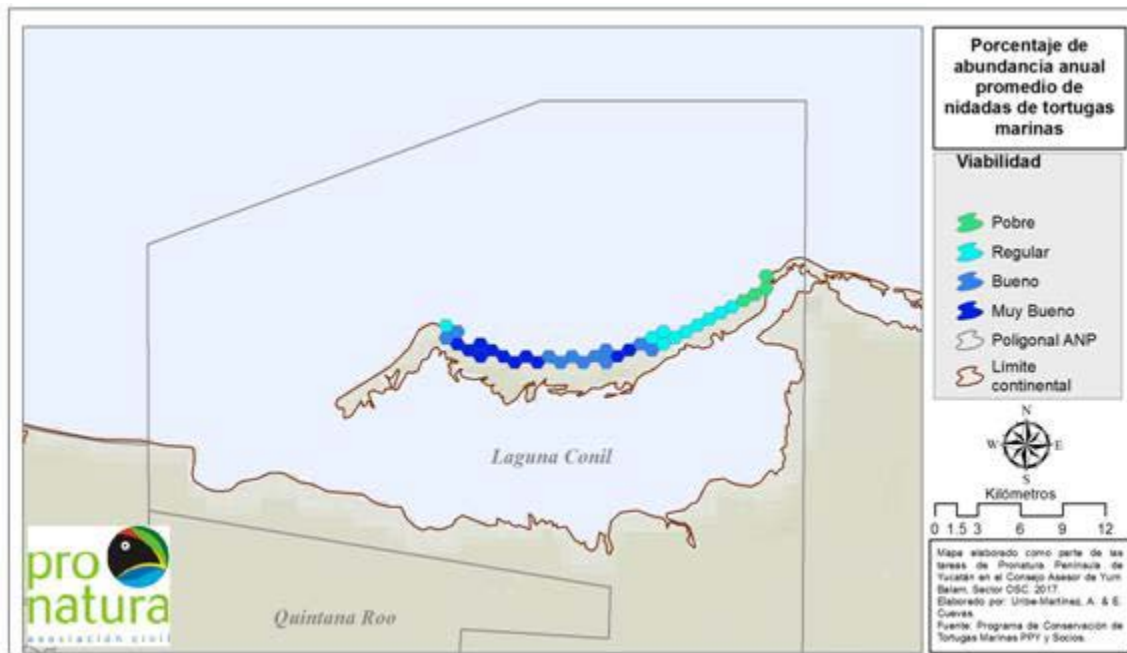 Porcentaje de
abundancia anual
promedio de
nidadas de tortugas
marinas
Viabilidad
Pobre
Regular
Bueno
Muy Bueno
Poligonal ANP
Límite
continental
N
W
E
S
Kilómetros
0 1.5 3 6 9 12
Mapa elaborado como parte de las
tareas de Pronatura Península de
Yucatán en el Consejo Asesor de Yum
Balam, Sector OSC. 2017.
Elaborado por: Uribe-Martínez, A. & E.
Cuevas.
Fuente: Programa de Conservación de
Tortugas Marinas PPY y Socios.
Laguna Conil
Quintana Roo
pro
natura
asociación civil